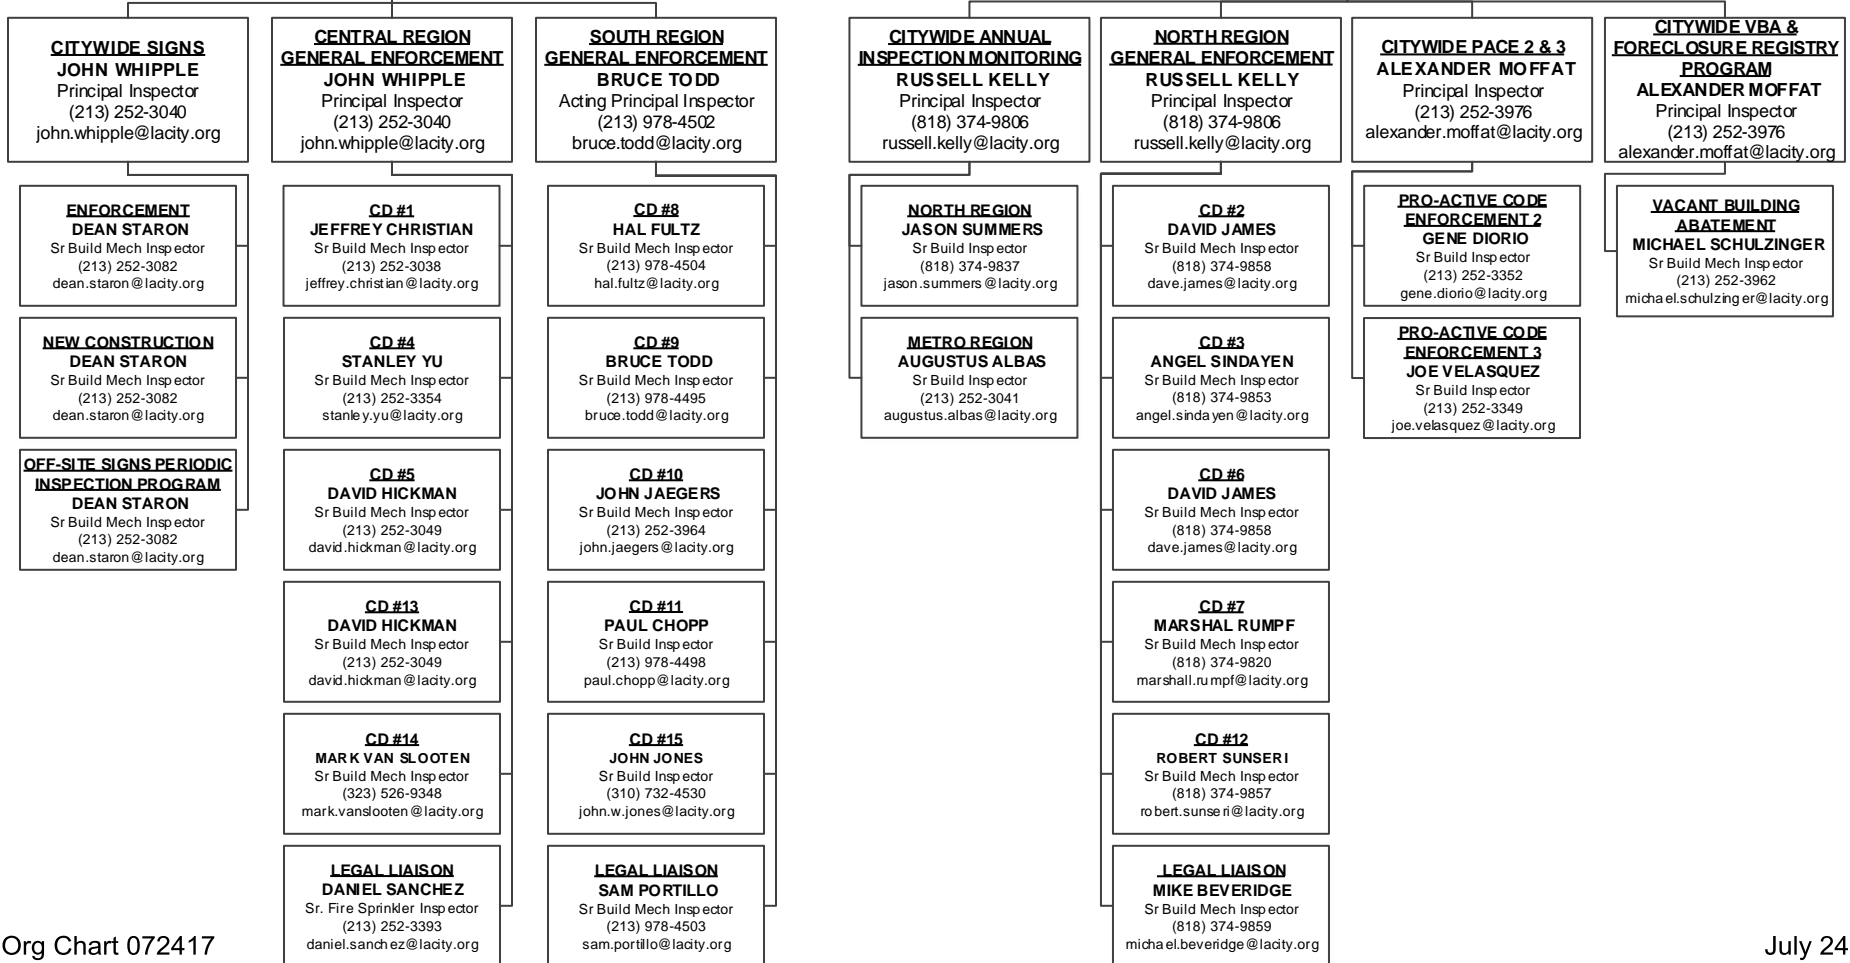 CITYWIDE SIGNS
JOHN WHIPPLE
Principal Inspector
(213) 252-3040
john.whipple@lacity.org
ENFORCEMENT
DEAN STARON
Sr Build Mech Inspector
(213) 252-3082
dean.staron@lacity.org
NEW CONSTRUCTION
DEAN STARON
Sr Build Mech Inspector
(213) 252-3082
dean.staron@lacity.org
OFF-SITE SIGNS PERIODIC
INSPECTION PROGRAM
DEAN STARON
Sr Build Mech Inspector
(213) 252-3082
dean.staron@lacity.org
CENTRAL REGION
GENERAL ENFORCEMENT
JOHN WHIPPLE
Principal Inspector
(213) 252-3040
john.whipple@lacity.org
CD #1
JEFFREY CHRISTIAN
Sr Build Mech Inspector
(213) 252-3038
jeffrey.christian@lacity.org
CD #4
STANLEY YU
Sr Build Mech Inspector
(213) 252-3354
stanley.yu@lacity.org
CD #5
DAVID HICKMAN
Sr Build Mech Inspector
(213) 252-3049
david.hickman@lacity.org
CD #13
DAVID HICKMAN
Sr Build Mech Inspector
(213) 252-3049
david.hickman@lacity.org
CD #14
MARK VAN SLOOTEN
Sr Build Mech Inspector
(323) 526-9348
mark.vanslooten@lacity.org
LEGAL LIAISON
DANIEL SANCHEZ
Sr. Fire Sprinkler Inspector
(213) 252-3393
daniel.sanchez@lacity.org
SOUTH REGION
GENERAL ENFORCEMENT
BRUCE TODD
Acting Principal Inspector
(213) 978-4502
bruce.todd@lacity.org
CD #8
HAL FULTZ
Sr Build Mech Inspector
(213) 978-4504
hal.fultz@lacity.org
CD #9
BRUCE TODD
Sr Build Mech Inspector
(213) 978-4495
bruce.todd@lacity.org
CD #10
JOHN JAEGERS
Sr Build Mech Inspector
(213) 252-3964
john.jaegers@lacity.org
CD #11
PAUL CHOPP
Sr Build Inspector
(213) 978-4498
paul.chopp@lacity.org
CD #15
JOHN JONES
Sr Build Inspector
(310) 732-4530
john.w.jones@lacity.org
LEGAL LIAISON
SAM PORTILLO
Sr Build Mech Inspector
(213) 978-4503
sam.portillo@lacity.org
CITYWIDE ANNUAL
INSPECTION MONITORING
RUSSELL KELLY
Principal Inspector
(818) 374-9806
russell.kelly@lacity.org
NORTH REGION
JASON SUMMERS
Sr Build Inspector
(818) 374-9837
jason.summers@lacity.org
METRO REGION
AUGUSTUS ALBAS
Sr Build Inspector
(213) 252-3041
augustus.albas@lacity.org
NORTH REGION
GENERAL ENFORCEMENT
RUSSELL KELLY
Principal Inspector
(818) 374-9806
russell.kelly@lacity.org
CD #2
DAVID JAMES
Sr Build Mech Inspector
(818) 374-9858
dave.james@lacity.org
CD #3
ANGEL SINDAYEN
Sr Build Mech Inspector
(818) 374-9853
angel.sindayen@lacity.org
CD #6
DAVID JAMES
Sr Build Mech Inspector
(818) 374-9858
dave.james@lacity.org
CD #7
MARSHAL RUMPF
Sr Build Mech Inspector
(818) 374-9820
marshall.rumpf@lacity.org
CD #12
ROBERT SUNSERI
Sr Build Mech Inspector
(818) 374-9857
robert.sunseri@lacity.org
LEGAL LIAISON
MIKE BEVERIDGE
Sr Build Mech Inspector
(818) 374-9859
michael.beveridge@lacity.org
CITYWIDE PACE 2 & 3
ALEXANDER MOFFAT
Principal Inspector
(213) 252-3976
alexander.moffat@lacity.org
PRO-ACTIVE CODE
ENFORCEMENT 2
GENE DIORIO
Sr Build Inspector
(213) 252-3352
gene.diorio@lacity.org
PRO-ACTIVE CODE
ENFORCEMENT 3
JOE VELASQUEZ
Sr Build Inspector
(213) 252-3349
joe.velasquez@lacity.org
CITYWIDE VBA &
FORECLOSURE REGISTRY
PROGRAM
ALEXANDER MOFFAT
Principal Inspector
(213) 252-3976
alexander.moffat@lacity.org
VACANT BUILDING
ABATEMENT
MICHAEL SCHULZINGER
Sr Build Mech Inspector
(213) 252-3962
michael.schulzinger@lacity.org
Org Chart 072417
July 24